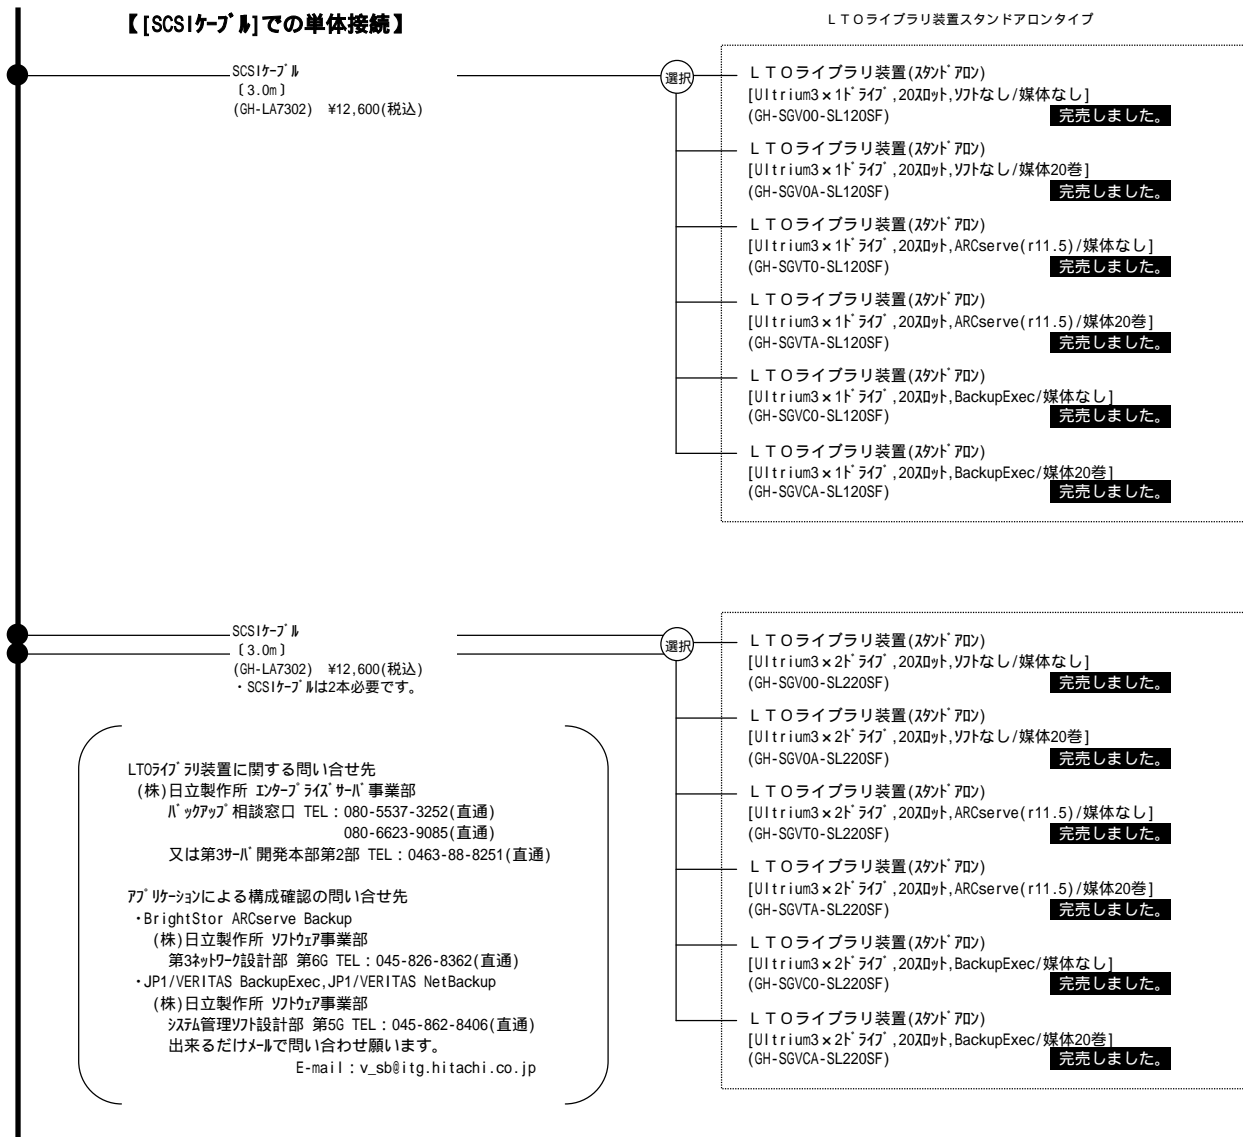 【[SCSIｹｰﾌﾞﾙ]での単体接続】
ＬＴＯライブラリ装置スタンドアロンタイプ
SCSIｹｰﾌﾞﾙ
〔3.0m〕
(GH-LA7302) ¥12,600(税込)
選択
ＬＴＯライブラリ装置(ｽﾀﾝﾄﾞｱﾛﾝ)
[Ultrium3×1ﾄﾞﾗｲﾌﾞ,20ｽﾛｯﾄ,ｿﾌﾄなし/媒体なし]
(GH-SGV00-SL120SF) 完売しました。
ＬＴＯライブラリ装置(ｽﾀﾝﾄﾞｱﾛﾝ)
[Ultrium3×1ﾄﾞﾗｲﾌﾞ,20ｽﾛｯﾄ,ｿﾌﾄなし/媒体20巻]
(GH-SGV0A-SL120SF) 完売しました。
ＬＴＯライブラリ装置(ｽﾀﾝﾄﾞｱﾛﾝ)
[Ultrium3×1ﾄﾞﾗｲﾌﾞ,20ｽﾛｯﾄ,ARCserve(r11.5)/媒体なし]
(GH-SGVT0-SL120SF) 完売しました。
ＬＴＯライブラリ装置(ｽﾀﾝﾄﾞｱﾛﾝ)
[Ultrium3×1ﾄﾞﾗｲﾌﾞ,20ｽﾛｯﾄ,ARCserve(r11.5)/媒体20巻]
(GH-SGVTA-SL120SF) 完売しました。
ＬＴＯライブラリ装置(ｽﾀﾝﾄﾞｱﾛﾝ)
[Ultrium3×1ﾄﾞﾗｲﾌﾞ,20ｽﾛｯﾄ,BackupExec/媒体なし]
(GH-SGVC0-SL120SF) 完売しました。
ＬＴＯライブラリ装置(ｽﾀﾝﾄﾞｱﾛﾝ)
[Ultrium3×1ﾄﾞﾗｲﾌﾞ,20ｽﾛｯﾄ,BackupExec/媒体20巻]
(GH-SGVCA-SL120SF) 完売しました。
SCSIｹｰﾌﾞﾙ
〔3.0m〕
(GH-LA7302) ¥12,600(税込)
・SCSIｹｰﾌﾞﾙは2本必要です。
選択
ＬＴＯライブラリ装置(ｽﾀﾝﾄﾞｱﾛﾝ)
[Ultrium3×2ﾄﾞﾗｲﾌﾞ,20ｽﾛｯﾄ,ｿﾌﾄなし/媒体なし]
(GH-SGV00-SL220SF) 完売しました。
ＬＴＯライブラリ装置(ｽﾀﾝﾄﾞｱﾛﾝ)
[Ultrium3×2ﾄﾞﾗｲﾌﾞ,20ｽﾛｯﾄ,ｿﾌﾄなし/媒体20巻]
(GH-SGV0A-SL220SF) 完売しました。
ＬＴＯライブラリ装置(ｽﾀﾝﾄﾞｱﾛﾝ)
[Ultrium3×2ﾄﾞﾗｲﾌﾞ,20ｽﾛｯﾄ,ARCserve(r11.5)/媒体なし]
(GH-SGVT0-SL220SF) 完売しました。
ＬＴＯライブラリ装置(ｽﾀﾝﾄﾞｱﾛﾝ)
[Ultrium3×2ﾄﾞﾗｲﾌﾞ,20ｽﾛｯﾄ,ARCserve(r11.5)/媒体20巻]
(GH-SGVTA-SL220SF) 完売しました。
ＬＴＯライブラリ装置(ｽﾀﾝﾄﾞｱﾛﾝ)
[Ultrium3×2ﾄﾞﾗｲﾌﾞ,20ｽﾛｯﾄ,BackupExec/媒体なし]
(GH-SGVC0-SL220SF) 完売しました。
ＬＴＯライブラリ装置(ｽﾀﾝﾄﾞｱﾛﾝ)
[Ultrium3×2ﾄﾞﾗｲﾌﾞ,20ｽﾛｯﾄ,BackupExec/媒体20巻]
(GH-SGVCA-SL220SF) 完売しました。
LTOﾗｲﾌﾞﾗﾘ装置に関する問い合せ先
(株)日立製作所 ｴﾝﾀｰﾌﾟﾗｲｽﾞｻｰﾊﾞ事業部
ﾊﾞｯｸｱｯﾌﾟ相談窓口 TEL：080-5537-3252(直通)
080-6623-9085(直通)
又は第3ｻｰﾊﾞ開発本部第2部 TEL：0463-88-8251(直通)
ｱﾌﾟﾘｹｰｼｮﾝによる構成確認の問い合せ先
・BrightStor ARCserve Backup
(株)日立製作所 ｿﾌﾄｳｪｱ事業部
第3ﾈｯﾄﾜｰｸ設計部 第6G TEL：045-826-8362(直通)
・JP1/VERITAS BackupExec,JP1/VERITAS NetBackup
(株)日立製作所 ｿﾌﾄｳｪｱ事業部
ｼｽﾃﾑ管理ｿﾌﾄ設計部 第5G TEL：045-862-8406(直通)
出来るだけﾒｰﾙで問い合わせ願います。
E-mail：v_sb@itg.hitachi.co.jp